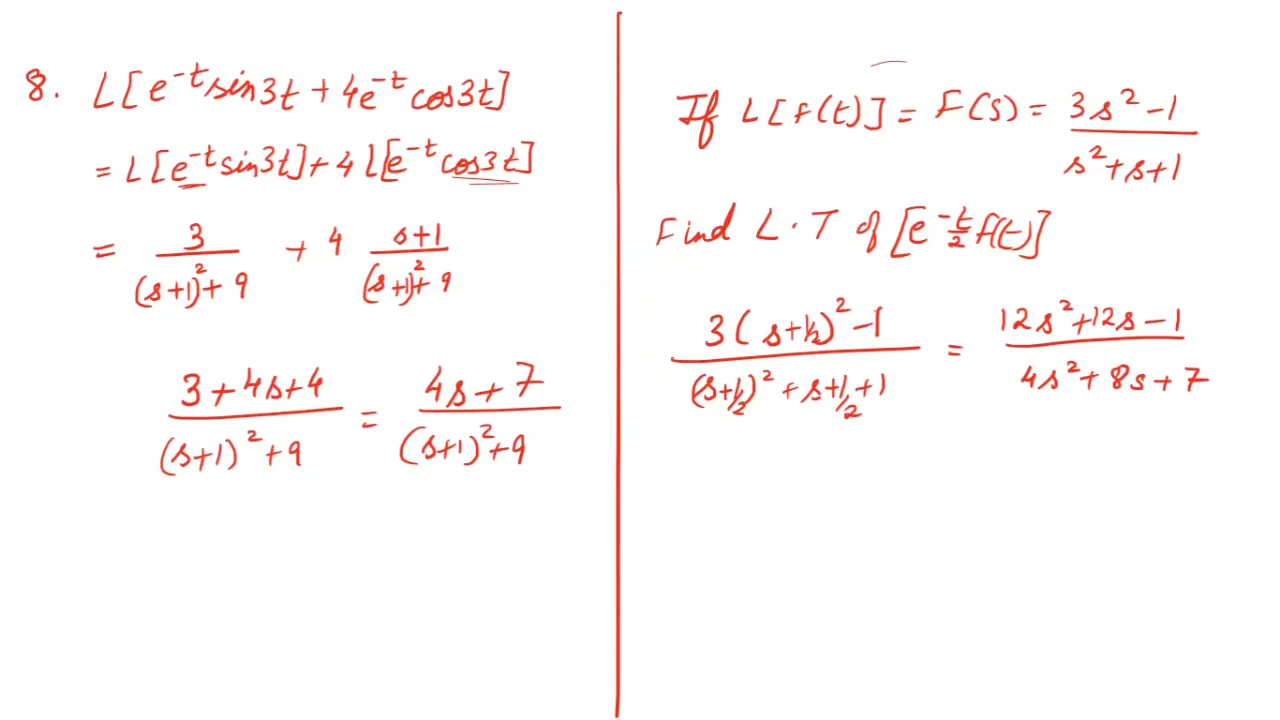 8. L[e^-t sin3t + 4e^-t cos3t]
= L[e^-t sin3t] + 4 L[e^-t cos3t]
= 3/((s+1)^2 + 9) + 4 (s+1)/((s+1)^2 + 9)
(3 + 4s + 4)/((s+1)^2 + 9) = (4s + 7)/((s+1)^2 + 9)
If L[f(t)] = F(s) = (3s^2 - 1)/(s^2 + s + 1)
Find L.T of [e^-t/2 f(t)]
(3(s+1/2)^2 - 1)/((s+1/2)^2 + s+1/2 + 1) = (12s^2 + 12s - 1)/(4s^2 + 8s + 7)